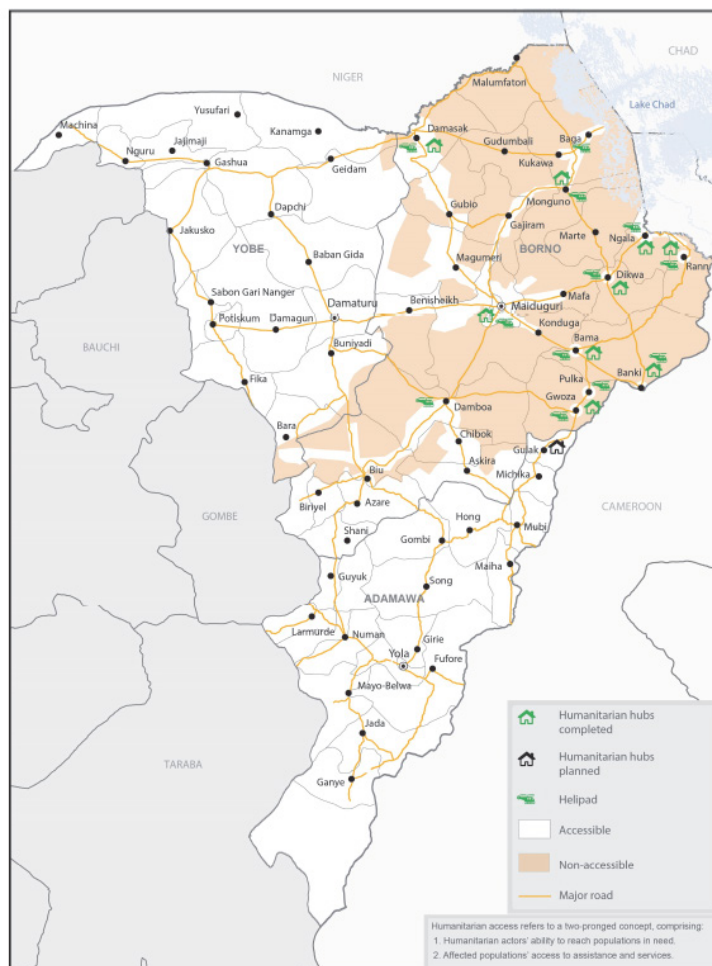 CHAD
NIGER
Malumfatori
Lake Chad
Yusufari
Machina
Kanamga
Damasak
Baga
Jajimaji
Gudumbali
Nguru
Gashua
Geidam
Kukawa
Monguno
Dapchi
Gubio
Gajiram
Jakusko
Marte
Ngala
YOBE
BORNO
Baban Gida
Magumeri
Rann
Dikwa
Sabon Gari Nanger
Damaturu
Benisheikh
Mafa
Maiduguri
Potiskum
Damagun
Konduga
BAUCHI
Buniyadi
Bama
Banki
Fika
Pulka
Gwoza
Damboa
Bara
Chibok
Gulak
Askira
Biu
Michika
Biriyel
Azare
CAMEROON
GOMBE
Hong
Mubi
Shani
Gombi
Maiha
Guyuk
Song
ADAMAWA
Larmurde
Numan
Girie
Yola
Fufore
Mayo-Belwa
Jada
TARABA
Ganye
Humanitarian hubs
completed
Humanitarian hubs
planned
Helipad
Accessible
Non-accessible
Major road
Humanitarian access refers to a two-pronged concept, comprising:
1. Humanitarian actors' ability to reach populations in need.
2. Affected populations' access to assistance and services.